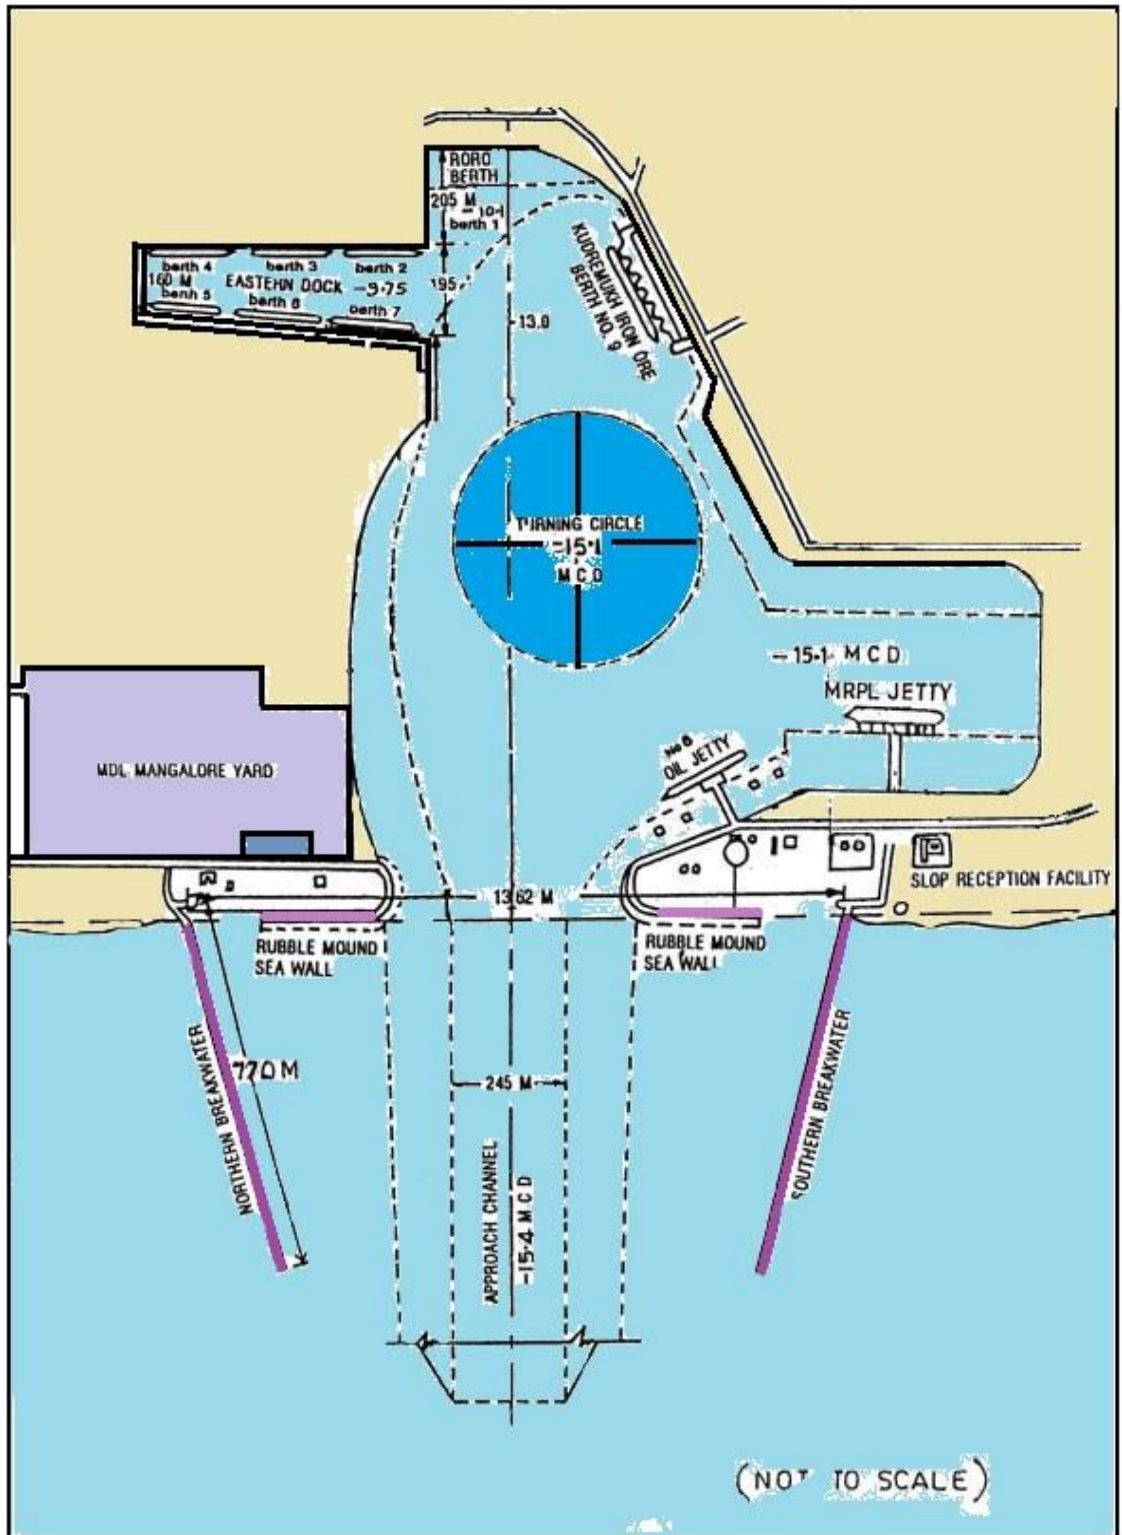 RORO
BERTH
205 M
-10-1
berth 1
berth 4
berth 3
berth 2
160 M
EASTERN DOCK -9.75
195
berth 5
berth 6
berth 7
-13.0
KUDREMUKH IRON ORE
BERTH NO. 9
TURNING CIRCLE
-15.1
M C D
-15.1 M C D
MRPL JETTY
No 8
OIL JETTY
MDL MANGALORE YARD
SLOP RECEPTION FACILITY
13.62 M
RUBBLE MOUND
SEA WALL
RUBBLE MOUND
SEA WALL
NORTHERN BREAKWATER
770 M
245 M
SOUTHERN BREAKWATER
APPROACH CHANNEL
-15.4 M C D
(NOT TO SCALE)